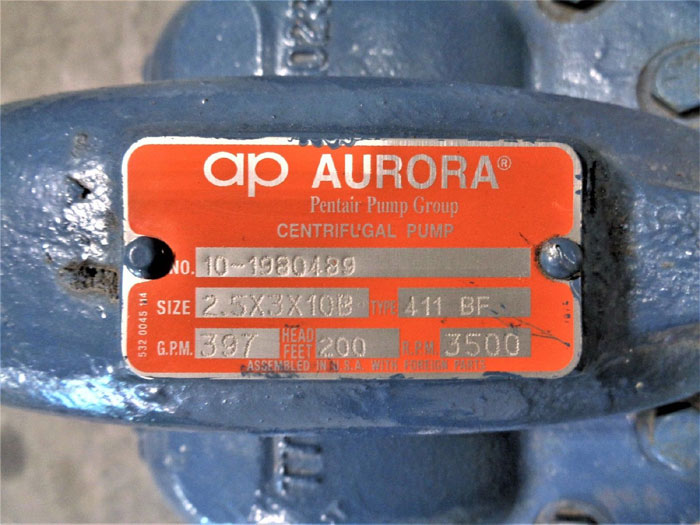 023
ap AURORA®
Pentair Pump Group
CENTRIFUGAL PUMP
NO. 10-1980489
SIZE 2.5X3X10B TYPE 411 BF
G.P.M. 397 HEAD FEET 200 R.P.M. 3500
ASSEMBLED IN U.S.A. WITH FOREIGN PARTS
532 0045 114